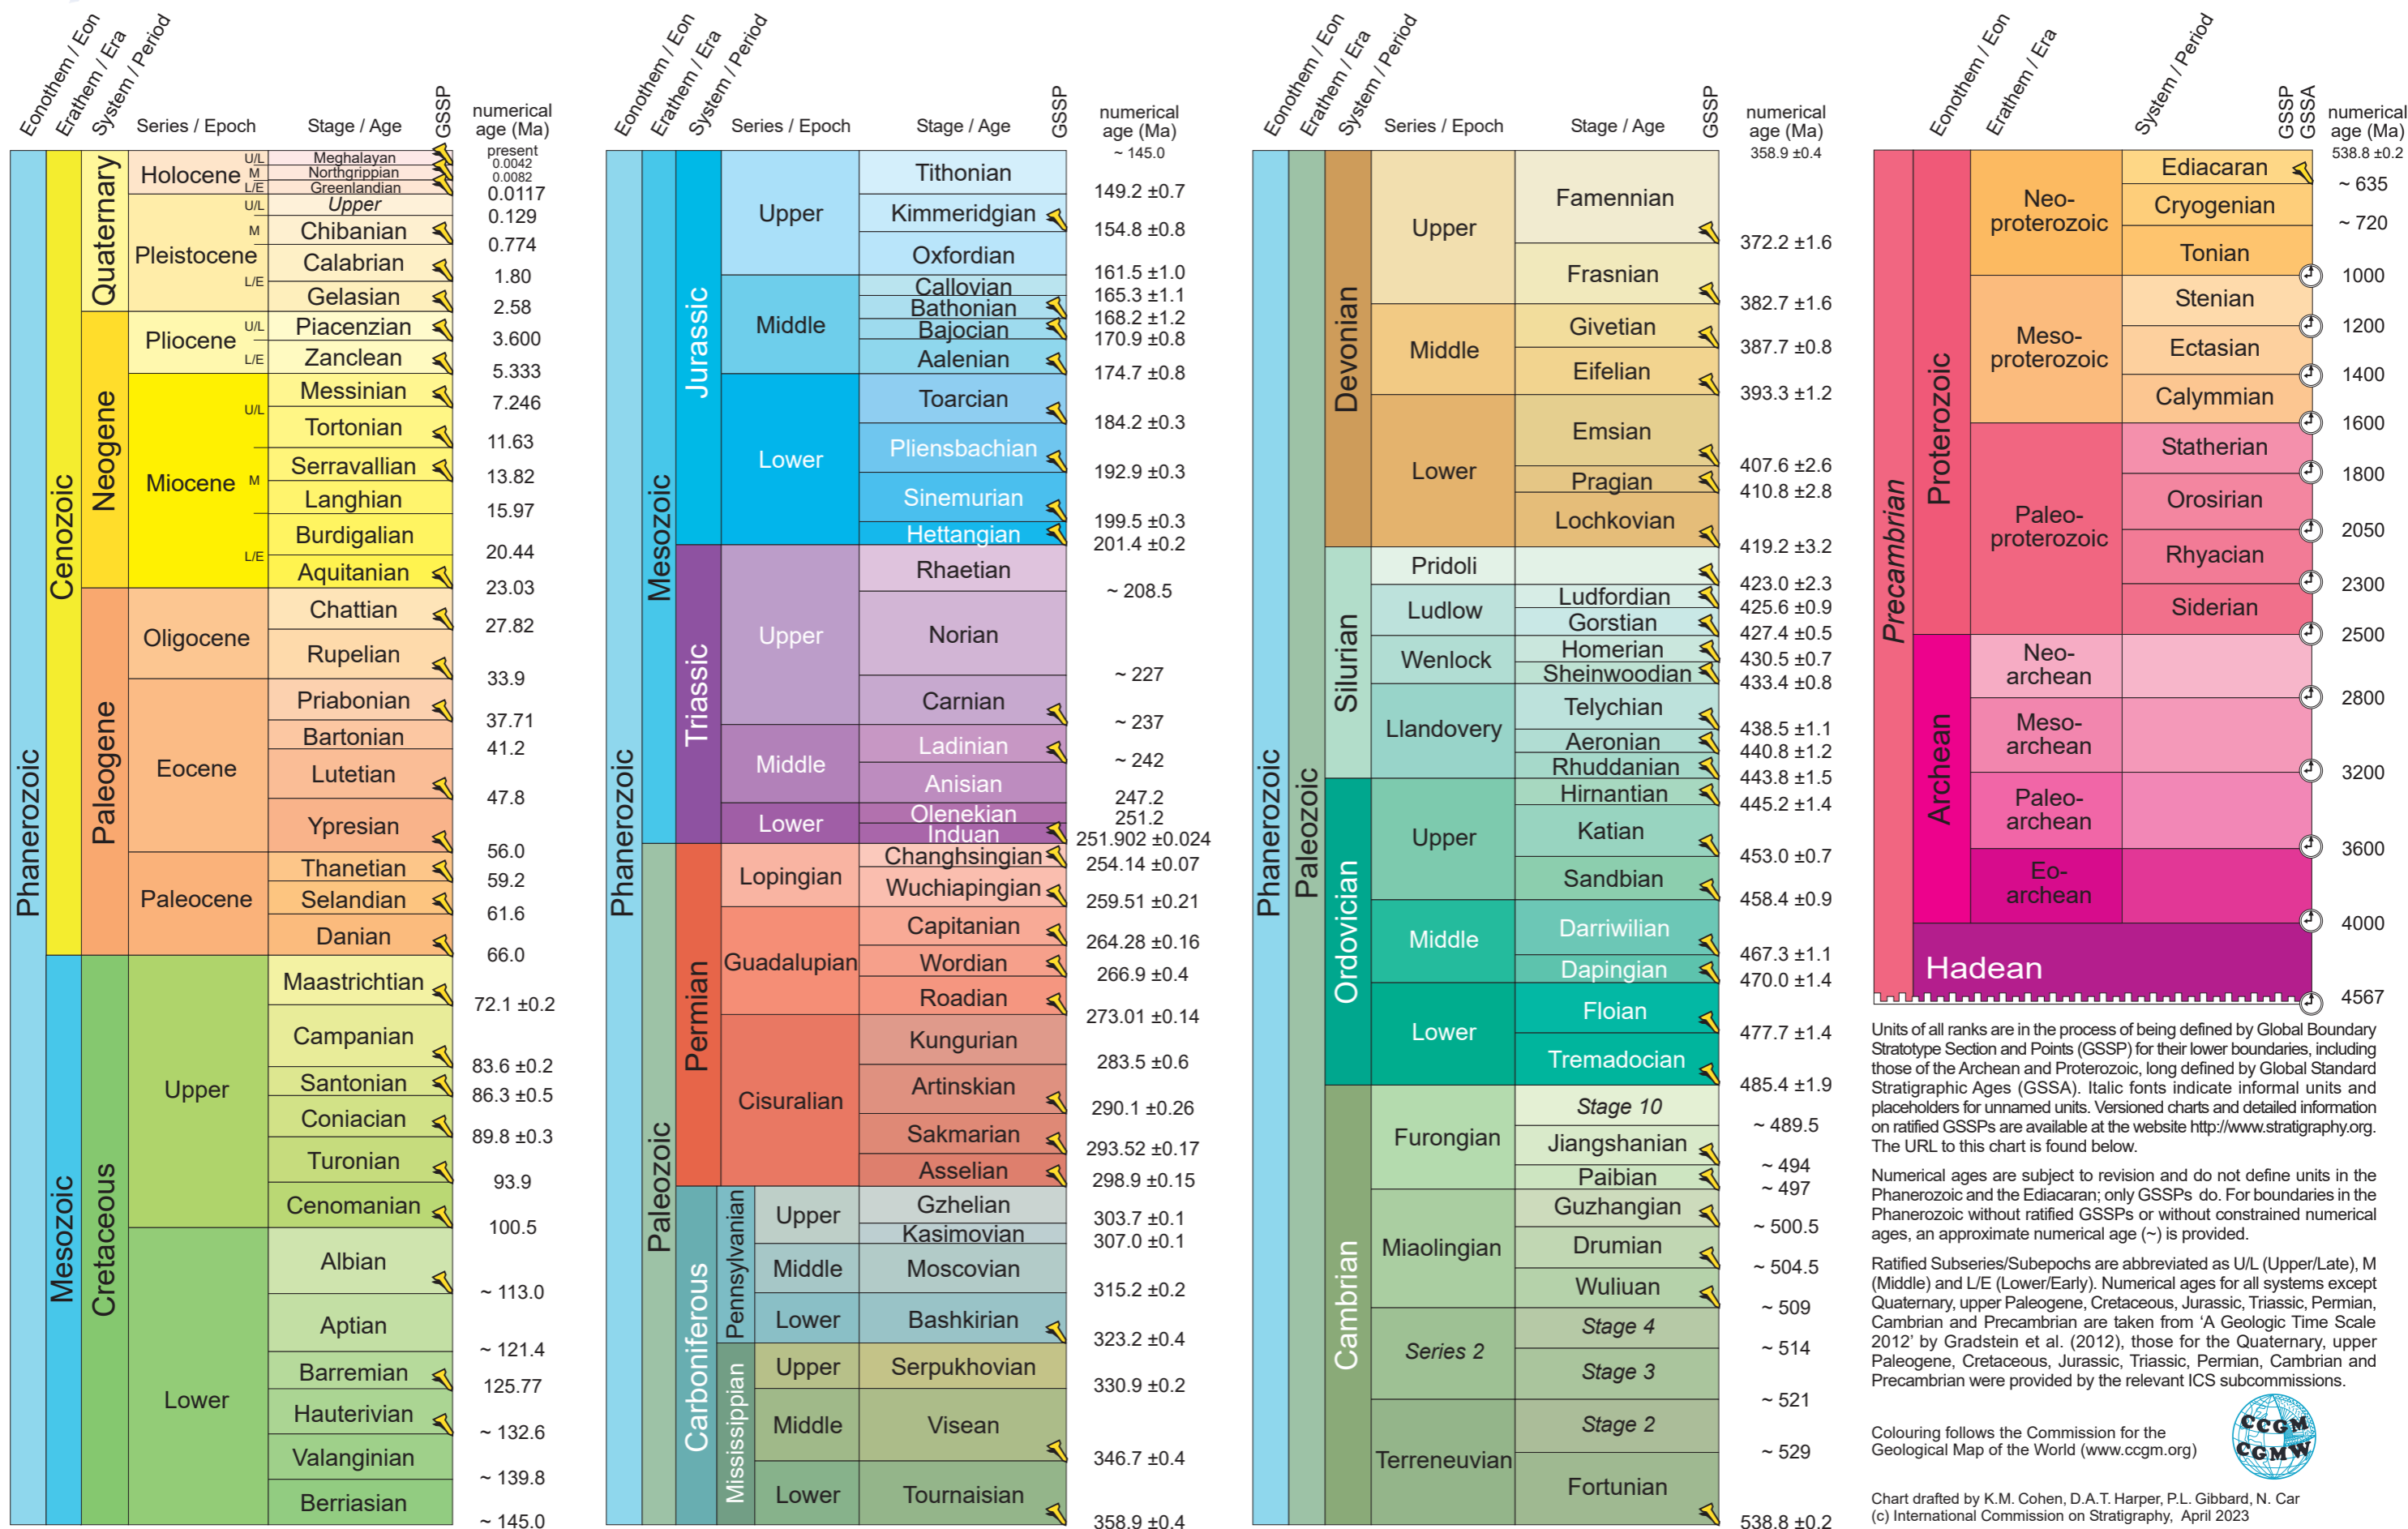 Eonothem / Eon
Erathem / Era
System / Period
Series / Epoch
Stage / Age
GSSP
numerical
age (Ma)
present
Phanerozoic
Cenozoic
Quaternary
Holocene
U/L
Meghalayan
0.0042
M
Northgrippian
0.0082
L/E
Greenlandian
0.0117
Pleistocene
U/L
Upper
0.129
M
Chibanian
0.774
L/E
Calabrian
1.80
Gelasian
2.58
Neogene
Pliocene
U/L
Piacenzian
3.600
L/E
Zanclean
5.333
Miocene
U/L
Messinian
7.246
Tortonian
11.63
M
Serravallian
13.82
Langhian
15.97
L/E
Burdigalian
20.44
Aquitanian
23.03
Paleogene
Oligocene
Chattian
27.82
Rupelian
33.9
Eocene
Priabonian
37.71
Bartonian
41.2
Lutetian
47.8
Ypresian
56.0
Paleocene
Thanetian
59.2
Selandian
61.6
Danian
66.0
Mesozoic
Cretaceous
Upper
Maastrichtian
72.1 ±0.2
Campanian
83.6 ±0.2
Santonian
86.3 ±0.5
Coniacian
89.8 ±0.3
Turonian
93.9
Cenomanian
100.5
Lower
Albian
~ 113.0
Aptian
~ 121.4
Barremian
125.77
Hauterivian
~ 132.6
Valanginian
~ 139.8
Berriasian
~ 145.0
Eonothem / Eon
Erathem / Era
System / Period
Series / Epoch
Stage / Age
GSSP
numerical
age (Ma)
~ 145.0
Phanerozoic
Mesozoic
Jurassic
Upper
Tithonian
149.2 ±0.7
Kimmeridgian
154.8 ±0.8
Oxfordian
161.5 ±1.0
Middle
Callovian
165.3 ±1.1
Bathonian
168.2 ±1.2
Bajocian
170.9 ±0.8
Aalenian
174.7 ±0.8
Lower
Toarcian
184.2 ±0.3
Pliensbachian
192.9 ±0.3
Sinemurian
199.5 ±0.3
Hettangian
201.4 ±0.2
Triassic
Upper
Rhaetian
~ 208.5
Norian
~ 227
Carnian
~ 237
Middle
Ladinian
~ 242
Anisian
247.2
Lower
Olenekian
251.2
Induan
251.902 ±0.024
Paleozoic
Permian
Lopingian
Changhsingian
254.14 ±0.07
Wuchiapingian
259.51 ±0.21
Guadalupian
Capitanian
264.28 ±0.16
Wordian
266.9 ±0.4
Roadian
273.01 ±0.14
Cisuralian
Kungurian
283.5 ±0.6
Artinskian
290.1 ±0.26
Sakmarian
293.52 ±0.17
Asselian
298.9 ±0.15
Carboniferous
Pennsylvanian
Upper
Gzhelian
303.7 ±0.1
Kasimovian
307.0 ±0.1
Middle
Moscovian
315.2 ±0.2
Lower
Bashkirian
323.2 ±0.4
Mississippian
Upper
Serpukhovian
330.9 ±0.2
Middle
Visean
346.7 ±0.4
Lower
Tournaisian
358.9 ±0.4
Eonothem / Eon
Erathem / Era
System / Period
Series / Epoch
Stage / Age
GSSP
numerical
age (Ma)
358.9 ±0.4
Phanerozoic
Paleozoic
Devonian
Upper
Famennian
372.2 ±1.6
Frasnian
382.7 ±1.6
Middle
Givetian
387.7 ±0.8
Eifelian
393.3 ±1.2
Lower
Emsian
407.6 ±2.6
Pragian
410.8 ±2.8
Lochkovian
419.2 ±3.2
Silurian
Pridoli
423.0 ±2.3
Ludlow
Ludfordian
425.6 ±0.9
Gorstian
427.4 ±0.5
Wenlock
Homerian
430.5 ±0.7
Sheinwoodian
433.4 ±0.8
Llandovery
Telychian
438.5 ±1.1
Aeronian
440.8 ±1.2
Rhuddanian
443.8 ±1.5
Ordovician
Upper
Hirnantian
445.2 ±1.4
Katian
453.0 ±0.7
Sandbian
458.4 ±0.9
Middle
Darriwilian
467.3 ±1.1
Dapingian
470.0 ±1.4
Lower
Floian
477.7 ±1.4
Tremadocian
485.4 ±1.9
Cambrian
Furongian
Stage 10
~ 489.5
Jiangshanian
~ 494
Paibian
~ 497
Miaolingian
Guzhangian
~ 500.5
Drumian
~ 504.5
Wuliuan
~ 509
Series 2
Stage 4
~ 514
Stage 3
~ 521
Terreneuvian
Stage 2
~ 529
Fortunian
538.8 ±0.2
Eonothem / Eon
Erathem / Era
System / Period
GSSP
GSSA
numerical
age (Ma)
538.8 ±0.2
Precambrian
Proterozoic
Neo-
proterozoic
Ediacaran
~ 635
Cryogenian
~ 720
Tonian
1000
Meso-
proterozoic
Stenian
1200
Ectasian
1400
Calymmian
1600
Paleo-
proterozoic
Statherian
1800
Orosirian
2050
Rhyacian
2300
Siderian
2500
Archean
Neo-
archean
2800
Meso-
archean
3200
Paleo-
archean
3600
Eo-
archean
4000
Hadean
4567
Units of all ranks are in the process of being defined by Global Boundary
Stratotype Section and Points (GSSP) for their lower boundaries, including
those of the Archean and Proterozoic, long defined by Global Standard
Stratigraphic Ages (GSSA). Italic fonts indicate informal units and
placeholders for unnamed units. Versioned charts and detailed information
on ratified GSSPs are available at the website http://www.stratigraphy.org.
The URL to this chart is found below.
Numerical ages are subject to revision and do not define units in the
Phanerozoic and the Ediacaran; only GSSPs do. For boundaries in the
Phanerozoic without ratified GSSPs or without constrained numerical
ages, an approximate numerical age (~) is provided.
Ratified Subseries/Subepochs are abbreviated as U/L (Upper/Late), M
(Middle) and L/E (Lower/Early). Numerical ages for all systems except
Quaternary, upper Paleogene, Cretaceous, Jurassic, Triassic, Permian,
Cambrian and Precambrian are taken from ‘A Geologic Time Scale
2012’ by Gradstein et al. (2012), those for the Quaternary, upper
Paleogene, Cretaceous, Jurassic, Triassic, Permian, Cambrian and
Precambrian were provided by the relevant ICS subcommissions.
Colouring follows the Commission for the
Geological Map of the World (www.ccgm.org)
CCGM
CGMW
Chart drafted by K.M. Cohen, D.A.T. Harper, P.L. Gibbard, N. Car
(c) International Commission on Stratigraphy, April 2023